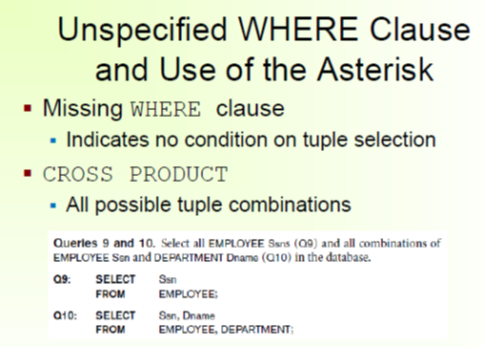 Unspecified WHERE Clause
and Use of the Asterisk
Missing WHERE clause
Indicates no condition on tuple selection
CROSS PRODUCT
All possible tuple combinations
Queries 9 and 10. Select all EMPLOYEE Ssns (Q9) and all combinations of
EMPLOYEE Ssn and DEPARTMENT Dname (Q10) in the database.
Q9: SELECT Ssn
FROM EMPLOYEE;
Q10: SELECT Ssn, Dname
FROM EMPLOYEE, DEPARTMENT;